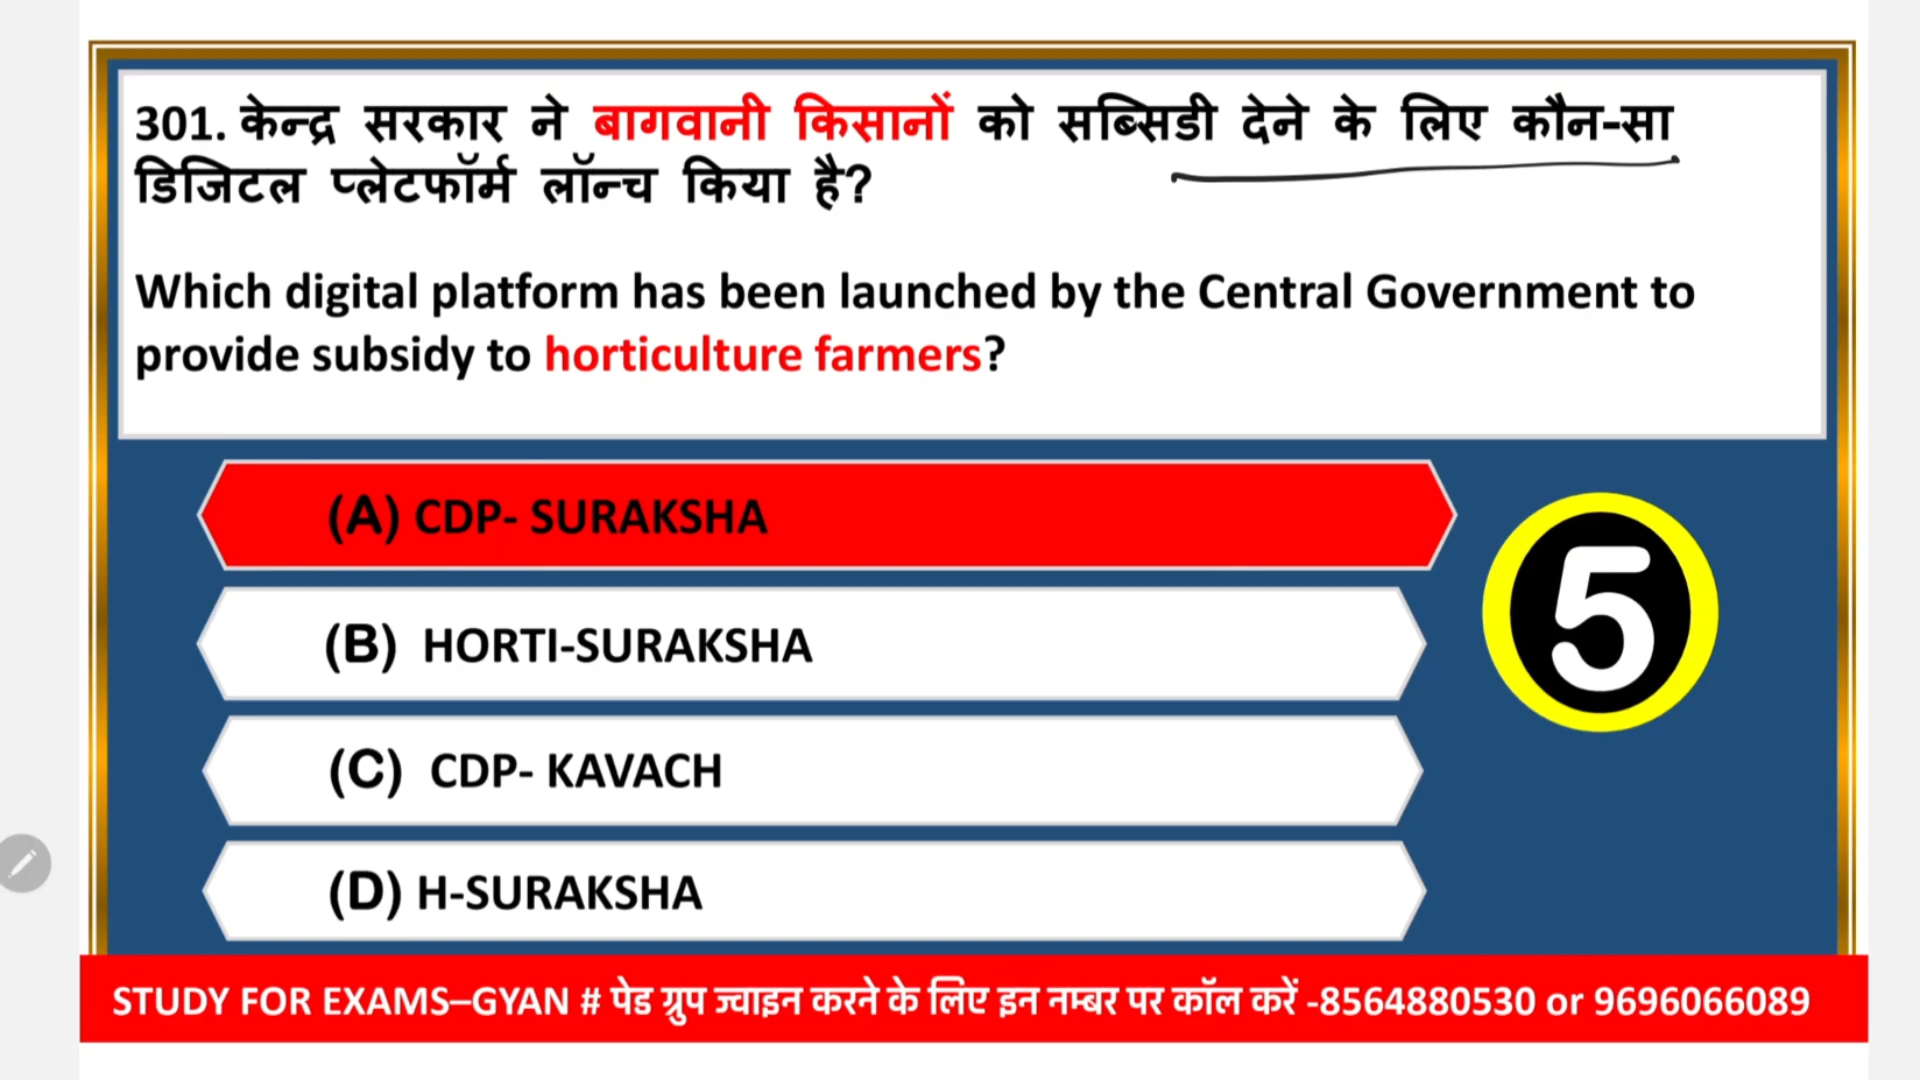 301. केन्द्र सरकार ने बागवानी किसानों को सब्सिडी देने के लिए कौन-सा
डिजिटल प्लेटफॉर्म लॉन्च किया है?
Which digital platform has been launched by the Central Government to
provide subsidy to horticulture farmers?
(A) CDP- SURAKSHA
(B) HORTI-SURAKSHA
(C) CDP- KAVACH
(D) H-SURAKSHA
5
STUDY FOR EXAMS–GYAN # पेड ग्रुप ज्वाइन करने के लिए इन नम्बर पर कॉल करें -8564880530 or 9696066089